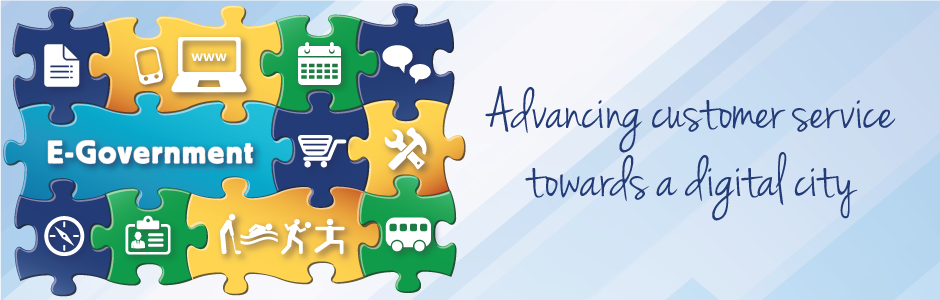 www
E-Government
Advancing customer service
towards a digital city